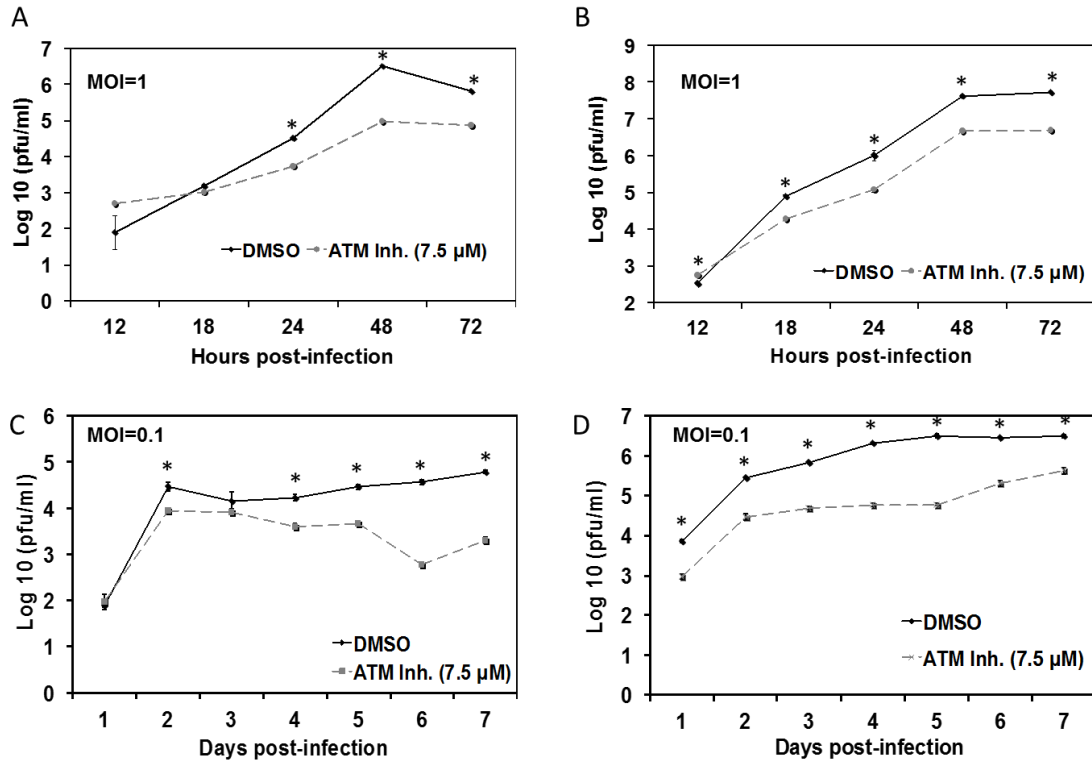 A
MOI=1
Log 10 (pfu/ml)
7
6
5
4
3
2
1
0
*
*
*
DMSO ATM Inh. (7.5 µM)
12 18 24 48 72
Hours post-infection
B
MOI=1
Log 10 (pfu/ml)
9
8
7
6
5
4
3
2
*
*
*
*
*
DMSO ATM Inh. (7.5 µM)
12 18 24 48 72
Hours post-infection
C
MOI=0.1
Log 10 (pfu/ml)
6
5
4
3
2
1
0
*
*
*
*
*
DMSO
ATM Inh. (7.5 µM)
1 2 3 4 5 6 7
Days post-infection
D
MOI=0.1
Log 10 (pfu/ml)
7
6
5
4
3
2
1
0
*
*
*
*
*
*
*
DMSO
ATM Inh. (7.5 µM)
1 2 3 4 5 6 7
Days post-infection